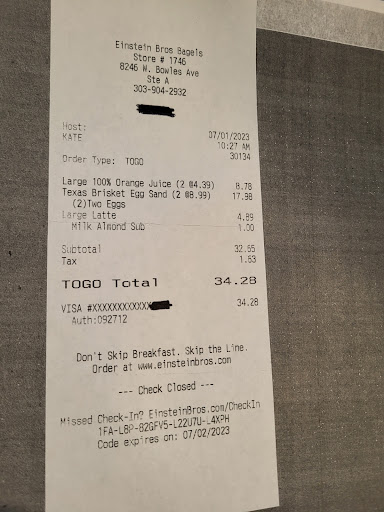 Einstein Bros Bagels
Store # 1746
8246 W. Bowles Ave
Ste A
303-904-2932
Host:
KATE 07/01/2023
10:27 AM
Order Type: TOGO 30134
Large 100% Orange Juice (2 @4.39) 8.78
Texas Brisket Egg Sand (2 @8.99) 17.98
(2)Two Eggs
Large Latte 4.89
Milk Almond Sub 1.00
Subtotal 32.65
Tax 1.63
TOGO Total 34.28
VISA #XXXXXXXXXXXX 34.28
Auth:092712
Don't Skip Breakfast. Skip the Line.
Order at www.einsteinbros.com
--- Check Closed ---
Missed Check-In? EinsteinBros.com/CheckIn
1FA-L8P-82GFV5-L22U7U-L4XPH
Code expires on: 07/02/2023